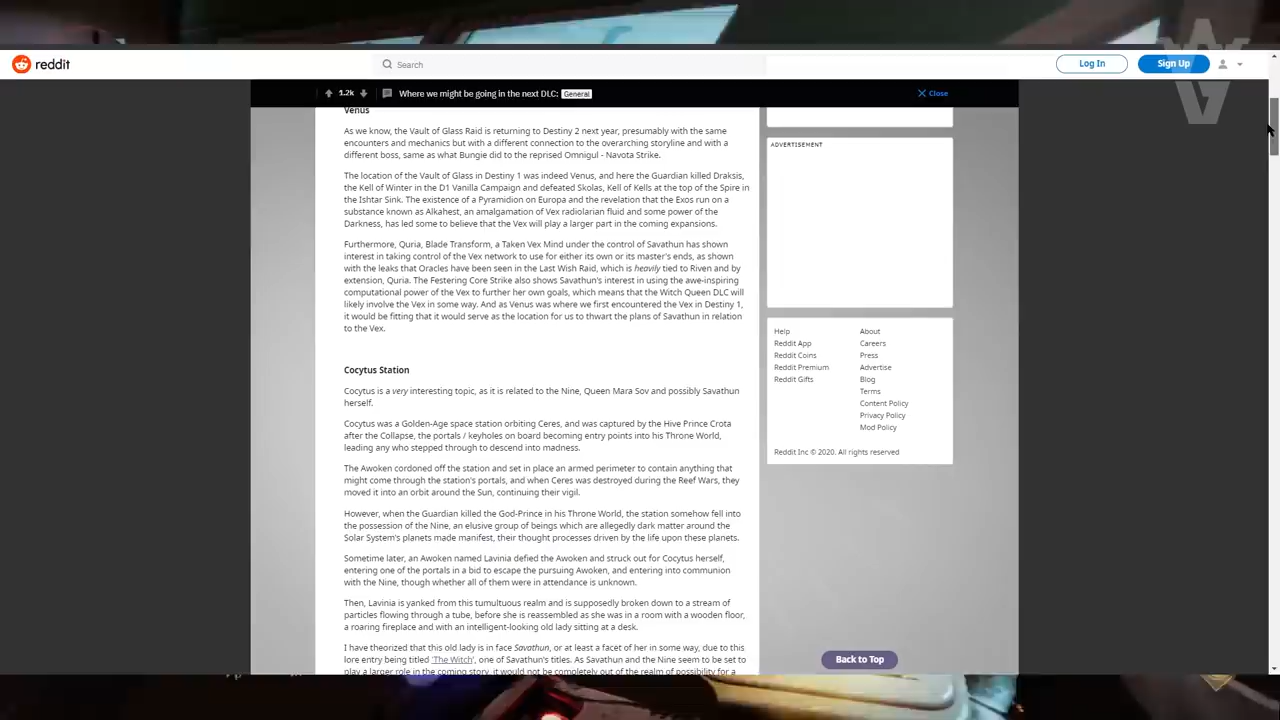 reddit
Search
Log In
Sign Up
1.2k
Where we might be going in the next DLC: General
Close
Venus
As we know, the Vault of Glass Raid is returning to Destiny 2 next year, presumably with the same
encounters and mechanics but with a different connection to the overarching storyline and with a
different boss, same as what Bungie did to the reprised Omnigul - Navota Strike.
The location of the Vault of Glass in Destiny 1 was indeed Venus, and here the Guardian killed Draksis,
the Kell of Winter in the D1 Vanilla Campaign and defeated Skolas, Kell of Kells at the top of the Spire in
the Ishtar Sink. The existence of a Pyramidion on Europa and the revelation that the Exos run on a
substance known as Alkahest, an amalgamation of Vex radiolarian fluid and some power of the
Darkness, has led some to believe that the Vex will play a larger part in the coming expansions.
Furthermore, Quria, Blade Transform, a Taken Vex Mind under the control of Savathun has shown
interest in taking control of the Vex network to use for either its own or its master's ends, as shown
with the leaks that Oracles have been seen in the Last Wish Raid, which is heavily tied to Riven and by
extension, Quria. The Festering Core Strike also shows Savathun's interest in using the awe-inspiring
computational power of the Vex to further her own goals, which means that the Witch Queen DLC will
likely involve the Vex in some way. And as Venus was where we first encountered the Vex in Destiny 1,
it would be fitting that it would serve as the location for us to thwart the plans of Savathun in relation
to the Vex.
Cocytus Station
Cocytus is a very interesting topic, as it is related to the Nine, Queen Mara Sov and possibly Savathun
herself.
Cocytus was a Golden-Age space station orbiting Ceres, and was captured by the Hive Prince Crota
after the Collapse, the portals / keyholes on board becoming entry points into his Throne World,
leading any who stepped through to descend into madness.
The Awoken cordoned off the station and set in place an armed perimeter to contain anything that
might come through the station's portals, and when Ceres was destroyed during the Reef Wars, they
moved it into an orbit around the Sun, continuing their vigil.
However, when the Guardian killed the God-Prince in his Throne World, the station somehow fell into
the possession of the Nine, an elusive group of beings which are allegedly dark matter around the
Solar System's planets made manifest, their thought processes driven by the life upon these planets.
Sometime later, an Awoken named Lavinia defied the Awoken and struck out for Cocytus herself,
entering one of the portals in a bid to escape the pursuing Awoken, and entering into communion
with the Nine, though whether all of them were in attendance is unknown.
Then, Lavinia is yanked from this tumultuous realm and is supposedly broken down to a stream of
particles flowing through a tube, before she is reassembled as she was in a room with a wooden floor,
a roaring fireplace and with an intelligent-looking old lady sitting at a desk.
I have theorized that this old lady is in face Savathun, or at least a facet of her in some way, due to this
lore entry being titled 'The Witch', one of Savathun's titles. As Savathun and the Nine seem to be set to
play a larger role in the coming story, it would not be completely out of the realm of possibility for a
ADVERTISEMENT
Help
Reddit App
Reddit Coins
Reddit Premium
Reddit Gifts
About
Careers
Press
Advertise
Blog
Terms
Content Policy
Privacy Policy
Mod Policy
Reddit Inc © 2020. All rights reserved
Back to Top